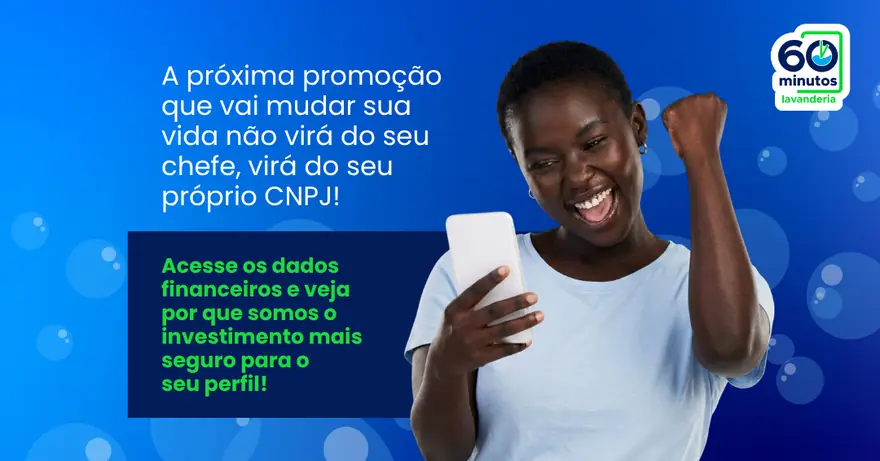 A próxima promoção
que vai mudar sua
vida não virá do seu
chefe, virá do seu
próprio CNPJ!
Acesse os dados
financeiros e veja
por que somos o
investimento mais
seguro para o
seu perfil!
60
minutos
lavanderia